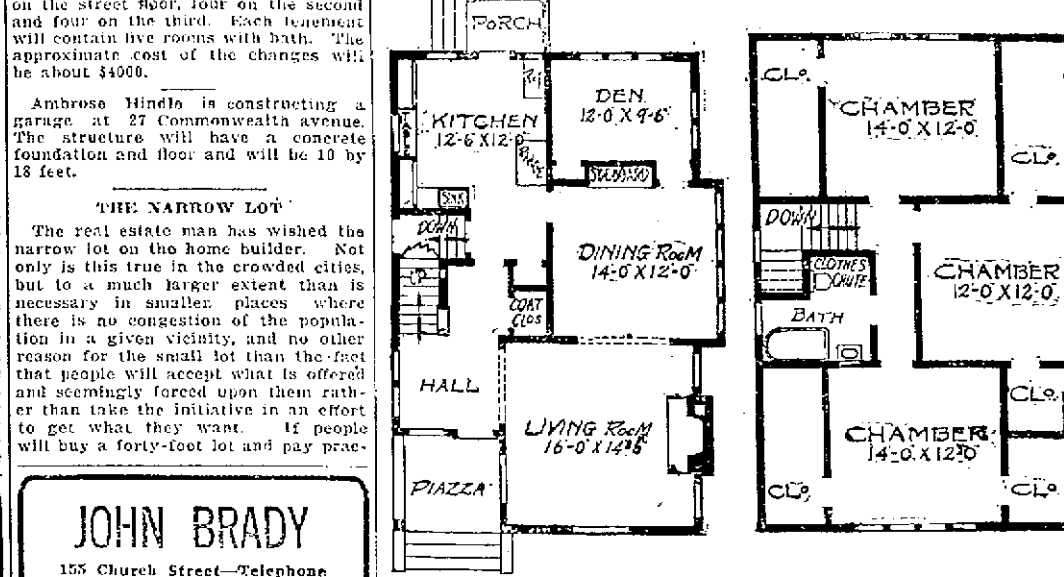 on the street floor, four on the second
and four on the third. Each tenement
will contain five rooms with bath. The
approximate cost of the changes will
be about $4000.
Ambrose Hindle is constructing a
garage at 27 Commonwealth avenue.
The structure will have a concrete
foundation and floor and will be 10 by
18 feet.
THE NARROW LOT
The real estate man has wished the
narrow lot on the home builder. Not
only is this true in the crowded cities,
but to a much larger extent than is
necessary in smaller places where
there is no congestion of the popula-
tion in a given vicinity, and no other
reason for the small lot than the fact
that people will accept what is offered
and seemingly forced upon them rath-
er than take the initiative in an effort
to get what they want. If people
will buy a forty-foot lot and pay prac-
JOHN BRADY
155 Church Street—Telephone
PORCH
KITCHEN
12-6 X 12-0
RANGE
SINK
DEN
12-0 X 9-6
SIDEBOARD
DOWN
UP
DINING ROOM
14-0 X 12-0
COAT
CLOS
HALL
LIVING ROOM
PIAZZA
CLO.
CHAMBER
14-0 X 12-0
CLO.
DOWN
CLOTHES
CHUTE
CHAMBER
12-0 X 12-0
BATH
CLO.
CHAMBER
14-0 X 12-0
CLO.
CLO.